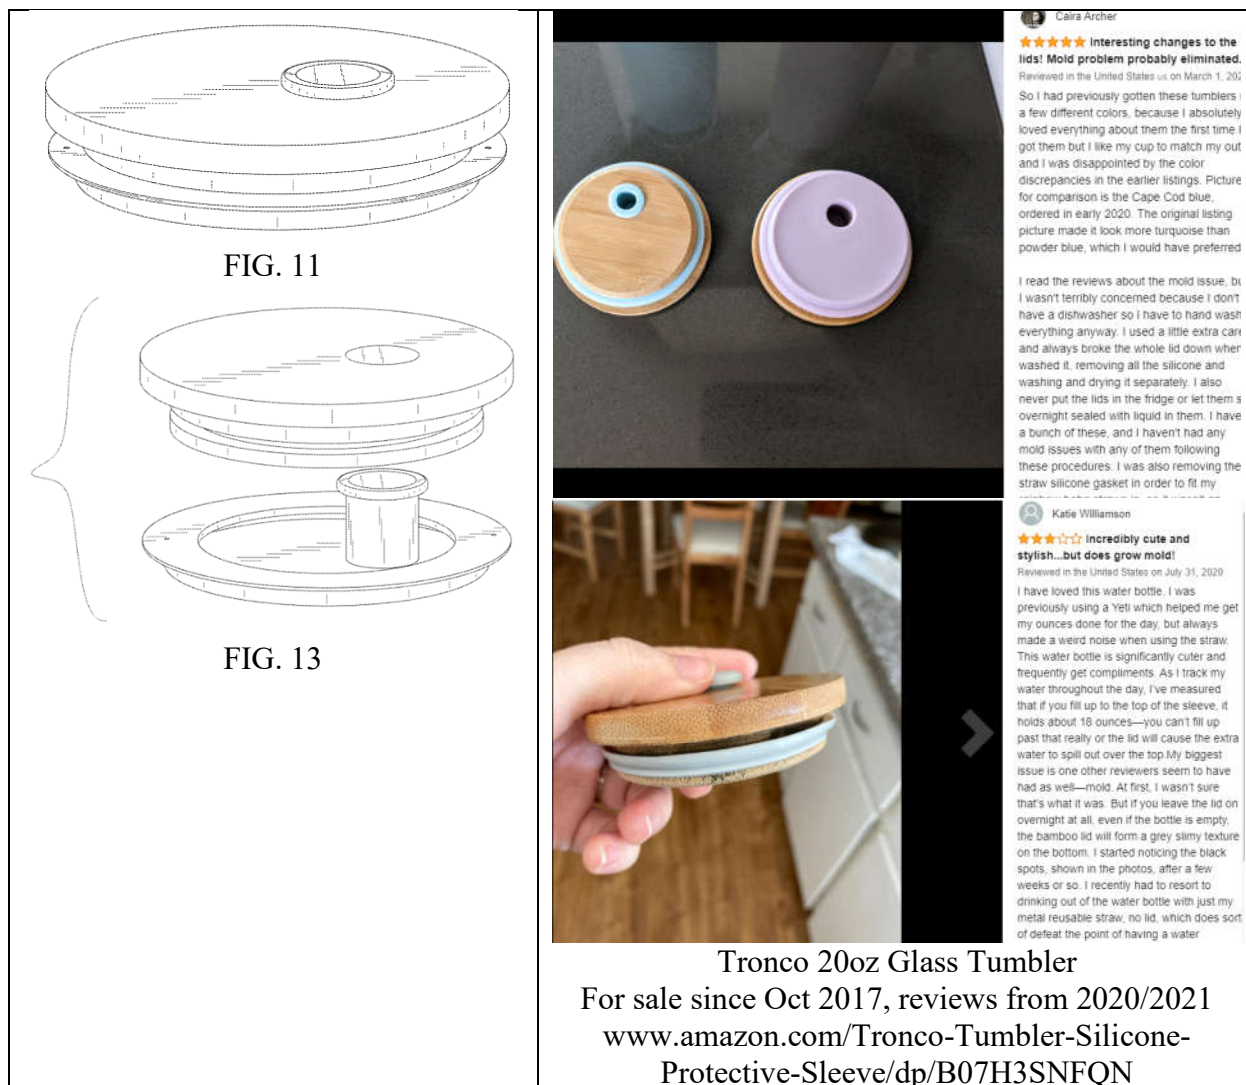 FIG. 11
FIG. 13
Caira Archer
Interesting changes to the
lids! Mold problem probably eliminated.
Reviewed in the United States us on March 1, 202
So I had previously gotten these tumblers
a few different colors, because I absolutely
loved everything about them the first time I
got them but I like my cup to match my out
and I was disappointed by the color
discrepancies in the earlier listings. Picture
for comparison is the Cape Cod blue,
ordered in early 2020. The original listing
picture made it look more turquoise than
powder blue, which I would have preferred
I read the reviews about the mold issue, bu
I wasn't terribly concerned because I don't
have a dishwasher so I have to hand wash
everything anyway. I used a little extra care
and always broke the whole lid down when
washed it, removing all the silicone and
washing and drying it separately. I also
never put the lids in the fridge or let them s
overnight sealed with liquid in them. I have
a bunch of these, and I haven't had any
mold issues with any of them following
these procedures. I was also removing the
straw silicone gasket in order to fit my
Katie Williamson
Incredibly cute and
stylish...but does grow mold!
Reviewed in the United States on July 31, 2020
I have loved this water bottle. I was
previously using a Yeti which helped me get
my ounces done for the day, but always
made a weird noise when using the straw.
This water bottle is significantly cuter and
frequently get compliments. As I track my
water throughout the day, I've measured
that if you fill up to the top of the sleeve, it
holds about 18 ounces—you can't fill up
past that really or the lid will cause the extra
water to spill out over the top.My biggest
issue is one other reviewers seem to have
had as well—mold. At first, I wasn't sure
that's what it was. But if you leave the lid on
overnight at all, even if the bottle is empty,
the bamboo lid will form a grey slimy texture
on the bottom. I started noticing the black
spots, shown in the photos, after a few
weeks or so. I recently had to resort to
drinking out of the water bottle with just my
metal reusable straw, no lid, which does sort
of defeat the point of having a water
Tronco 20oz Glass Tumbler
For sale since Oct 2017, reviews from 2020/2021
www.amazon.com/Tronco-Tumbler-Silicone-
Protective-Sleeve/dp/B07H3SNFQN